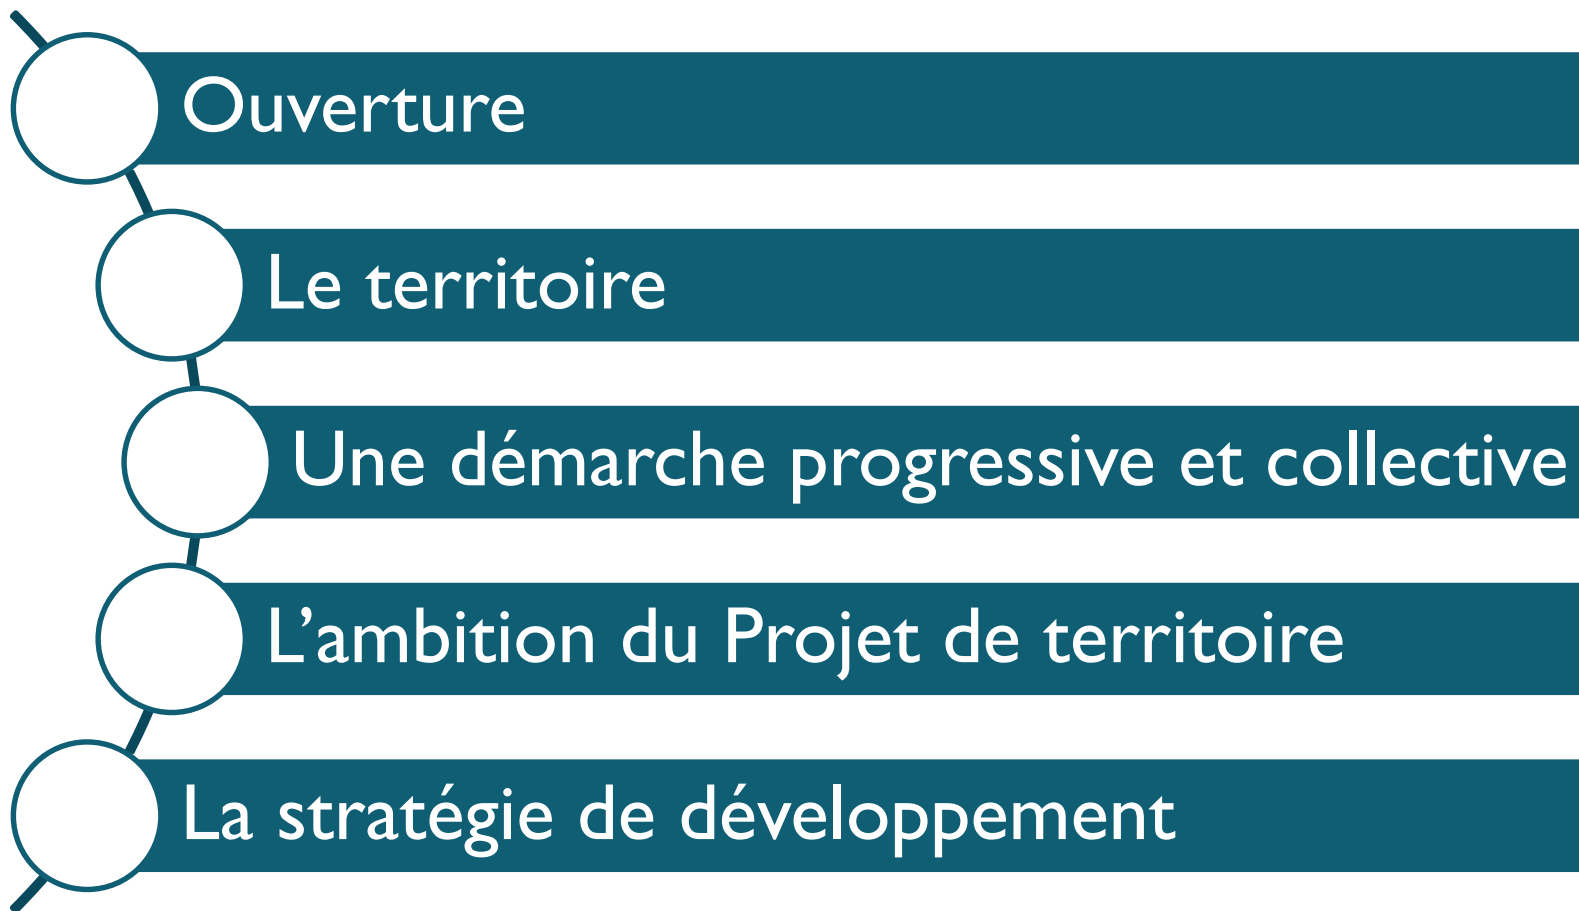 Ouverture
Le territoire
Une démarche progressive et collective
L’ambition du Projet de territoire
La stratégie de développement